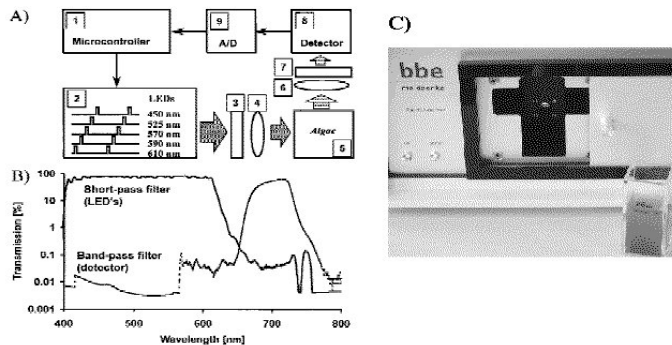 A)
1
Microcontroller
9
A/D
8
Detector
7
6
2
LEDs
450 nm
525 nm
570 nm
590 nm
610 nm
3
4
Algae
5
B)
100
10
1
0.1
0.01
0.001
Transmission [%]
Short-pass filter
(LED's)
Band-pass filter
(detector)
400
500
600
700
800
Wavelength [nm]
C)
bbe